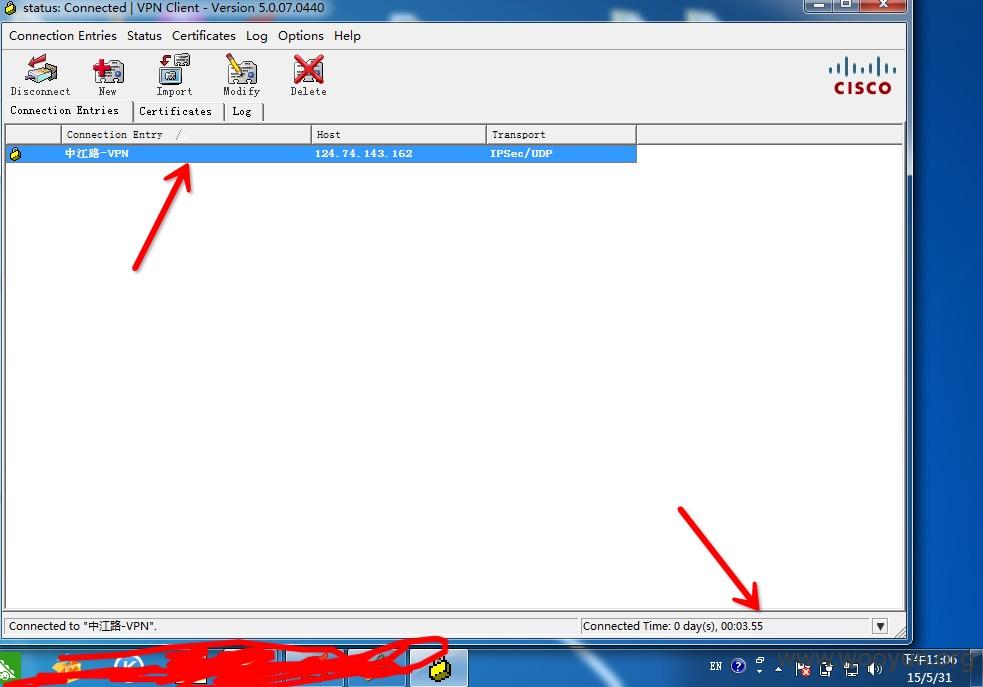 status: Connected | VPN Client - Version 5.0.07.0440
Connection Entries Status Certificates Log Options Help
Disconnect New Import Modify Delete
CISCO
Connection Entries Certificates Log
Connection Entry Host Transport
中江路-VPN 124.74.143.162 IPSec/UDP
Connected to "中江路-VPN".
Connected Time: 0 day(s), 00:03.55
EN
下午11:06
15/5/31
www.wooyun.org